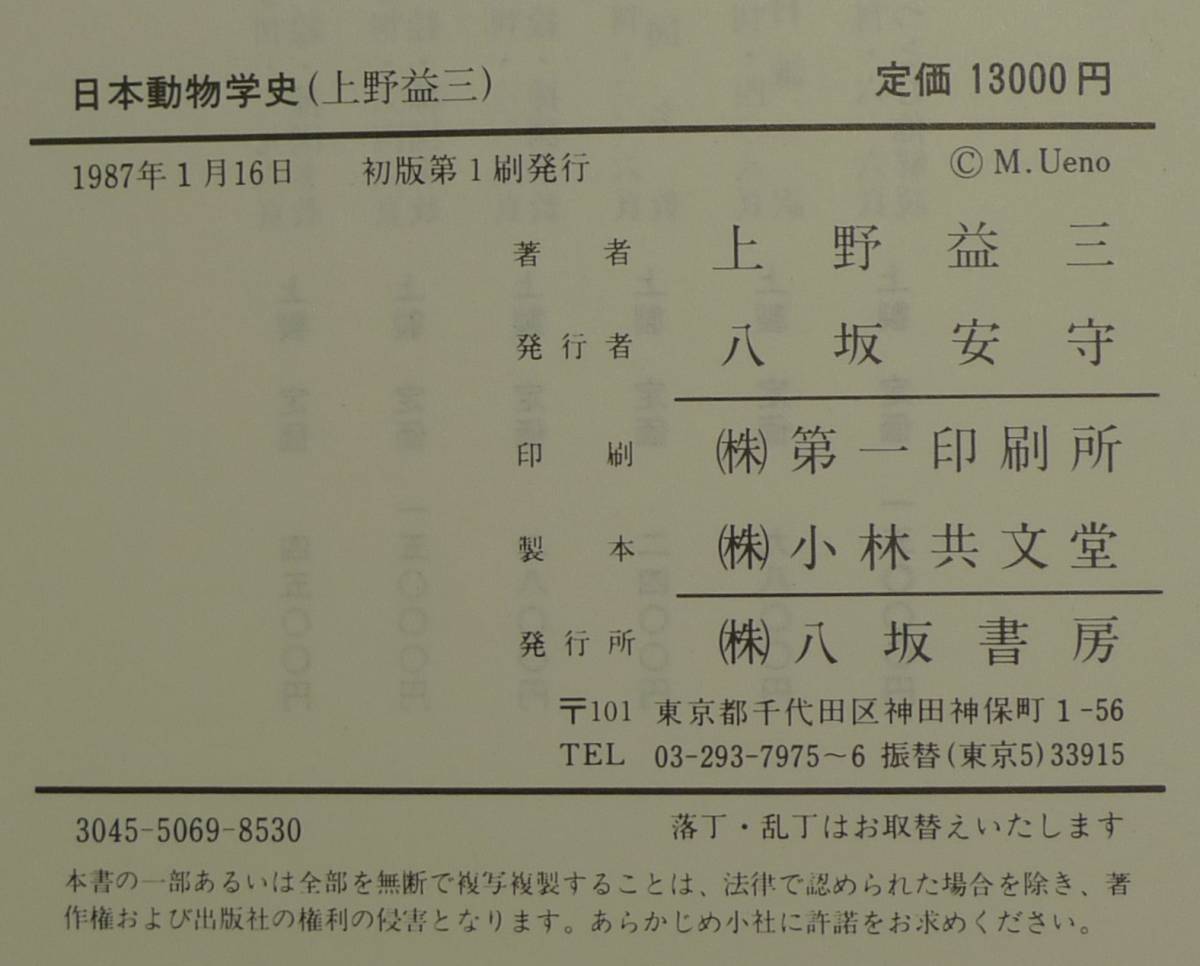 日本動物学史(上野益三) 定価 13000円
1987年1月16日 初版第1刷発行 © M.Ueno
著者 上野益三
発行者 八坂安守
印刷 ㈱第一印刷所
製本 ㈱小林共文堂
発行所 ㈱八坂書房
〒101 東京都千代田区神田神保町1-56
TEL 03-293-7975～6 振替(東京5)33915
3045-5069-8530 落丁・乱丁はお取替えいたします
本書の一部あるいは全部を無断で複写複製することは、法律で認められた場合を除き、著
作権および出版社の権利の侵害となります。あらかじめ小社に許諾をお求めください。